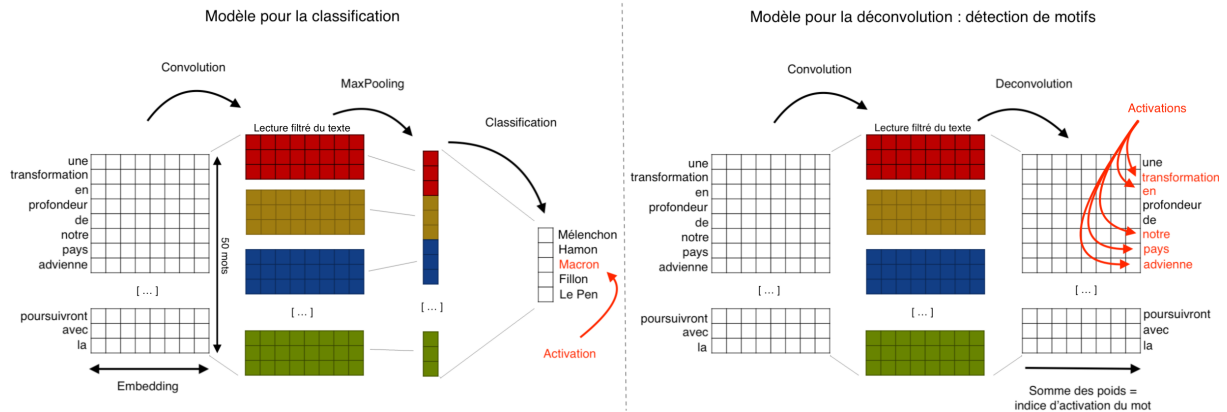 Modèle pour la classification
Convolution
MaxPooling
Classification
Lecture filtré du texte
une
transformation
en
profondeur
de
notre
pays
advienne
[ ... ]
poursuivront
avec
la
50 mots
Embedding
[ ... ]
[ ... ]
Mélenchon
Hamon
Macron
Fillon
Le Pen
Activation
Modèle pour la déconvolution : détection de motifs
Convolution
Deconvolution
Activations
Lecture filtré du texte
une
transformation
en
profondeur
de
notre
pays
advienne
[ ... ]
poursuivront
avec
la
[ ... ]
une
transformation
en
profondeur
de
notre
pays
advienne
[ ... ]
poursuivront
avec
la
Somme des poids =
indice d'activation du mot